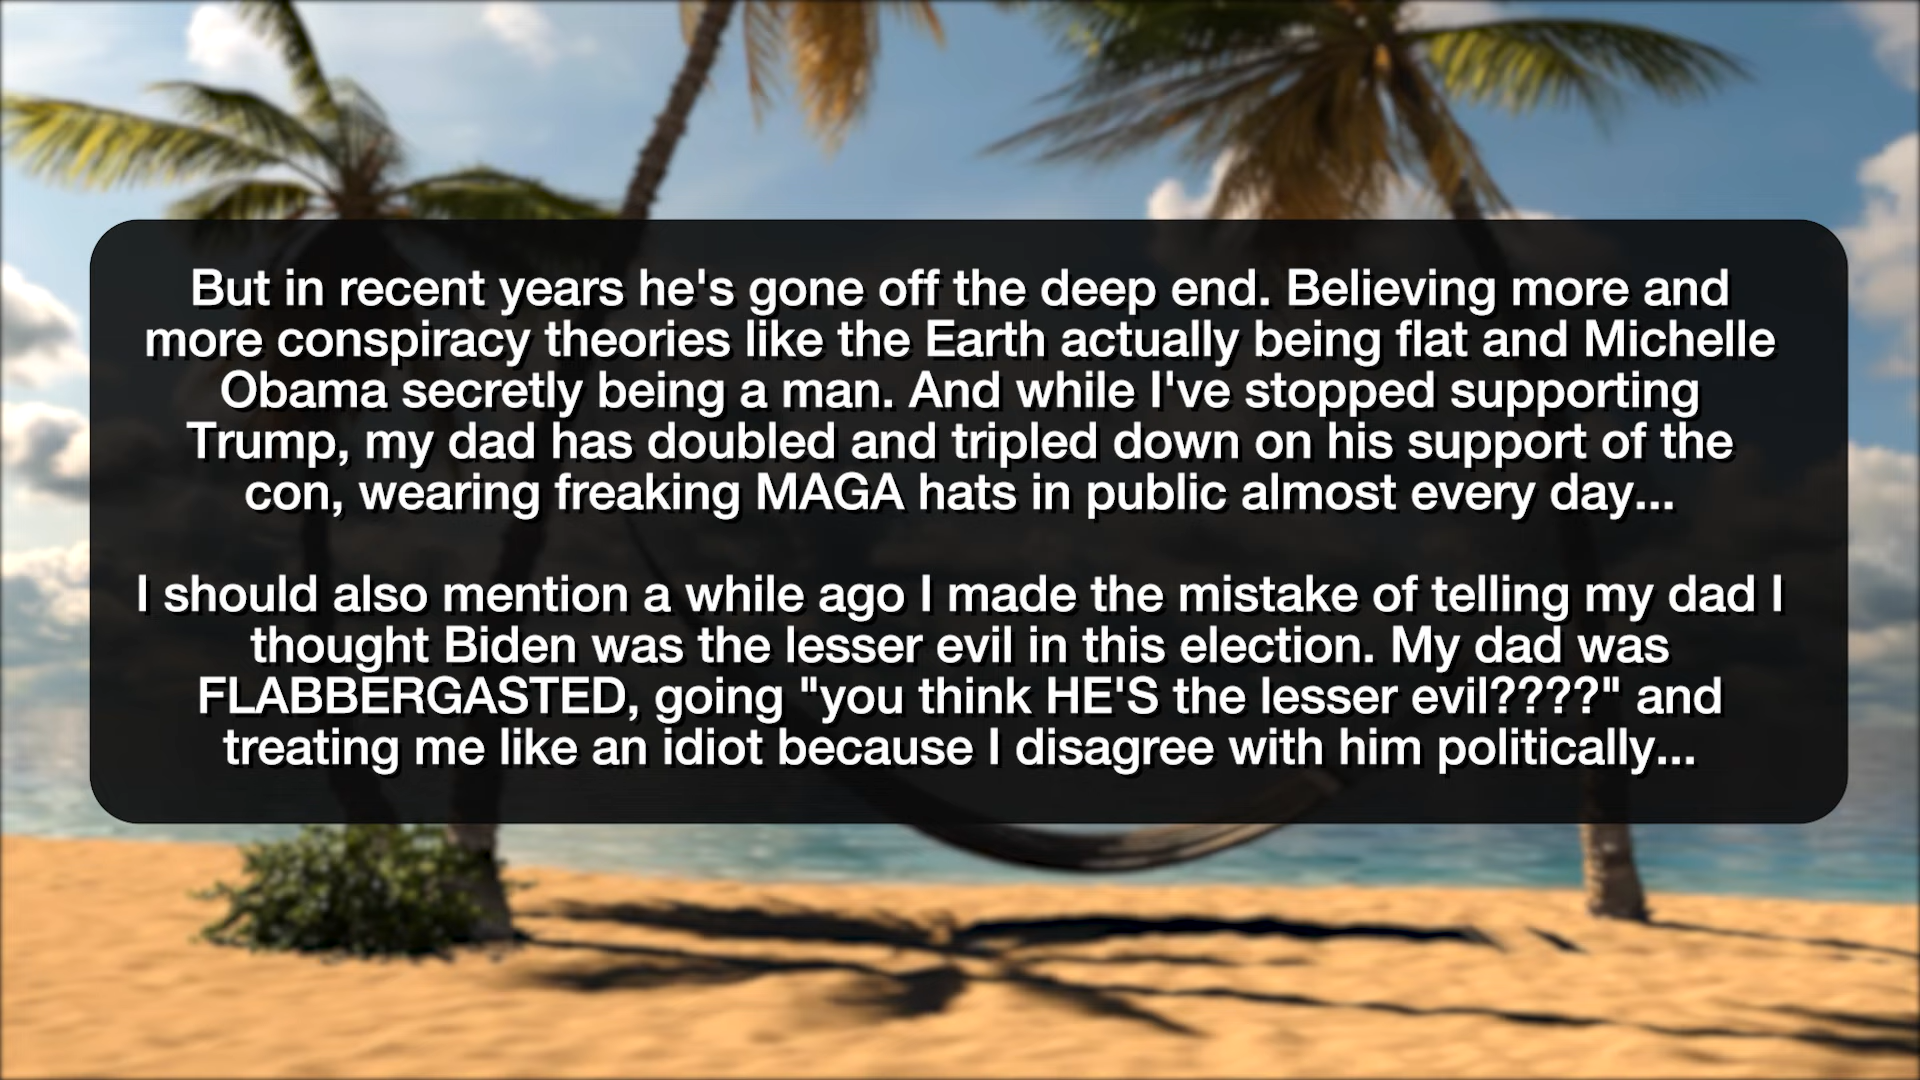 But in recent years he's gone off the deep end. Believing more and
more conspiracy theories like the Earth actually being flat and Michelle
Obama secretly being a man. And while I've stopped supporting
Trump, my dad has doubled and tripled down on his support of the
con, wearing freaking MAGA hats in public almost every day...
I should also mention a while ago I made the mistake of telling my dad I
thought Biden was the lesser evil in this election. My dad was
FLABBERGASTED, going "you think HE'S the lesser evil????" and
treating me like an idiot because I disagree with him politically...